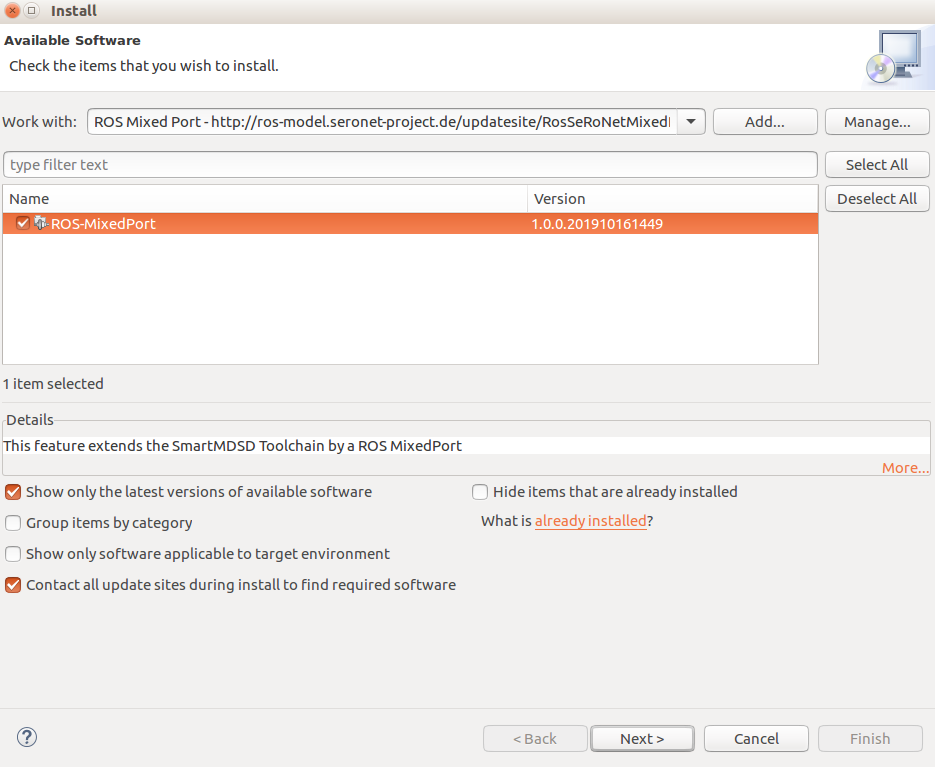 Install
Available Software
Check the items that you wish to install.
Work with: ROS Mixed Port - http://ros-model.seronet-project.de/updatesite/RosSeRoNetMixed Add... Manage...
type filter text Select All
Name Version Deselect All
ROS-MixedPort 1.0.0.201910161449
1 item selected
Details
This feature extends the SmartMDSD Toolchain by a ROS MixedPort
More...
Show only the latest versions of available software Hide items that are already installed
Group items by category What is already installed?
Show only software applicable to target environment
Contact all update sites during install to find required software
? < Back Next > Cancel Finish